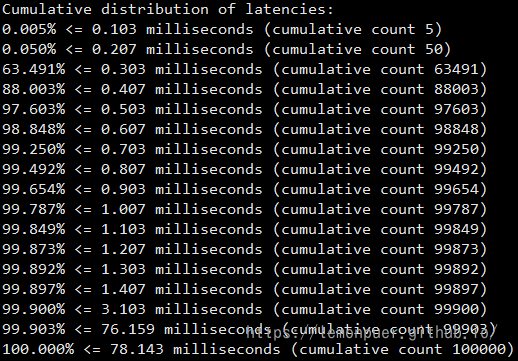 Cumulative distribution of latencies:
0.005% <= 0.103 milliseconds (cumulative count 5)
0.050% <= 0.207 milliseconds (cumulative count 50)
63.491% <= 0.303 milliseconds (cumulative count 63491)
88.003% <= 0.407 milliseconds (cumulative count 88003)
97.603% <= 0.503 milliseconds (cumulative count 97603)
98.848% <= 0.607 milliseconds (cumulative count 98848)
99.250% <= 0.703 milliseconds (cumulative count 99250)
99.492% <= 0.807 milliseconds (cumulative count 99492)
99.654% <= 0.903 milliseconds (cumulative count 99654)
99.787% <= 1.007 milliseconds (cumulative count 99787)
99.849% <= 1.103 milliseconds (cumulative count 99849)
99.873% <= 1.207 milliseconds (cumulative count 99873)
99.892% <= 1.303 milliseconds (cumulative count 99892)
99.897% <= 1.407 milliseconds (cumulative count 99897)
99.900% <= 3.103 milliseconds (cumulative count 99900)
99.903% <= 76.159 milliseconds (cumulative count 99903)
100.000% <= 78.143 milliseconds (cumulative count 100000)